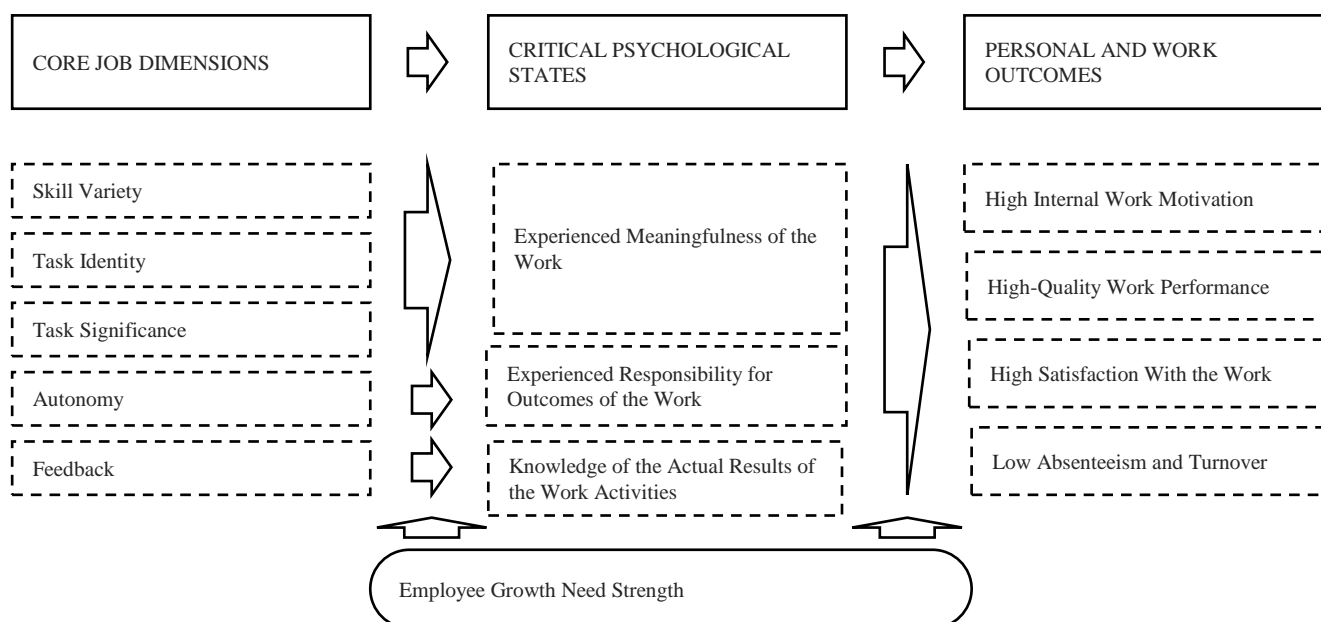 CORE JOB DIMENSIONS
CRITICAL PSYCHOLOGICAL
STATES
PERSONAL AND WORK
OUTCOMES
Skill Variety
Task Identity
Task Significance
Autonomy
Feedback
Experienced Meaningfulness of the
Work
Experienced Responsibility for
Outcomes of the Work
Knowledge of the Actual Results of
the Work Activities
High Internal Work Motivation
High-Quality Work Performance
High Satisfaction With the Work
Low Absenteeism and Turnover
Employee Growth Need Strength